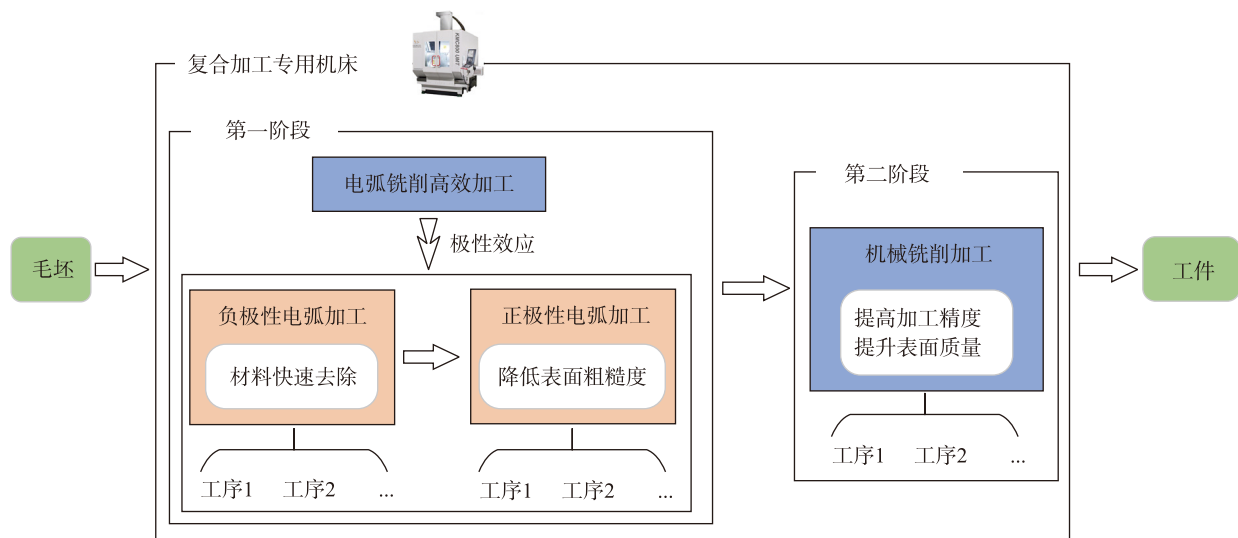 复合加工专用机床
第一阶段
电弧铣削高效加工
极性效应
毛坯
负极性电弧加工
材料快速去除
工序1 工序2 ...
正极性电弧加工
降低表面粗糙度
工序1 工序2 ...
第二阶段
机械铣削加工
提高加工精度
提升表面质量
工序1 工序2 ...
工件